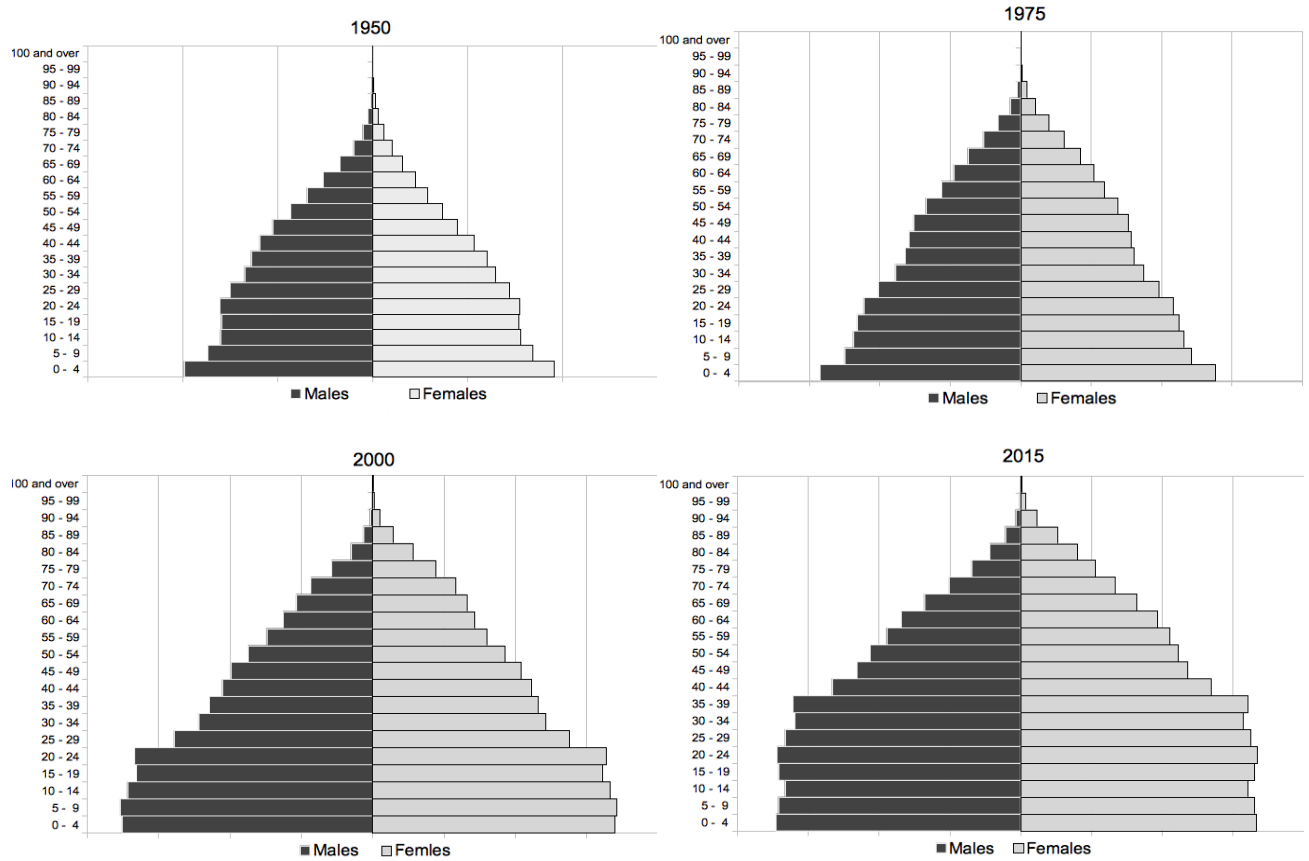 1950
100 and over
95 - 99
90 - 94
85 - 89
80 - 84
75 - 79
70 - 74
65 - 69
60 - 64
55 - 59
50 - 54
45 - 49
40 - 44
35 - 39
30 - 34
25 - 29
20 - 24
15 - 19
10 - 14
5 - 9
0 - 4
Males Females
1975
100 and over
95 - 99
90 - 94
85 - 89
80 - 84
75 - 79
70 - 74
65 - 69
60 - 64
55 - 59
50 - 54
45 - 49
40 - 44
35 - 39
30 - 34
25 - 29
20 - 24
15 - 19
10 - 14
5 - 9
0 - 4
Males Females
2000
100 and over
95 - 99
90 - 94
85 - 89
80 - 84
75 - 79
70 - 74
65 - 69
60 - 64
55 - 59
50 - 54
45 - 49
40 - 44
35 - 39
30 - 34
25 - 29
20 - 24
15 - 19
10 - 14
5 - 9
0 - 4
Males Femles
2015
100 and over
95 - 99
90 - 94
85 - 89
80 - 84
75 - 79
70 - 74
65 - 69
60 - 64
55 - 59
50 - 54
45 - 49
40 - 44
35 - 39
30 - 34
25 - 29
20 - 24
15 - 19
10 - 14
5 - 9
0 - 4
Males Females